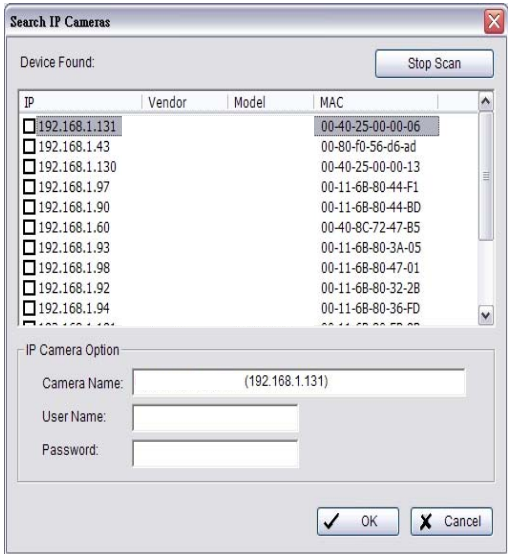 Search IP Cameras
Device Found:
Stop Scan
IP Vendor Model MAC
192.168.1.131 00-40-25-00-00-06
192.168.1.43 00-80-f0-56-d6-ad
192.168.1.130 00-40-25-00-00-13
192.168.1.97 00-11-6B-80-44-F1
192.168.1.90 00-11-6B-80-44-BD
192.168.1.60 00-40-8C-72-47-B5
192.168.1.93 00-11-6B-80-3A-05
192.168.1.98 00-11-6B-80-47-01
192.168.1.92 00-11-6B-80-32-2B
192.168.1.94 00-11-6B-80-36-FD
IP Camera Option
Camera Name: (192.168.1.131)
User Name:
Password:
OK Cancel